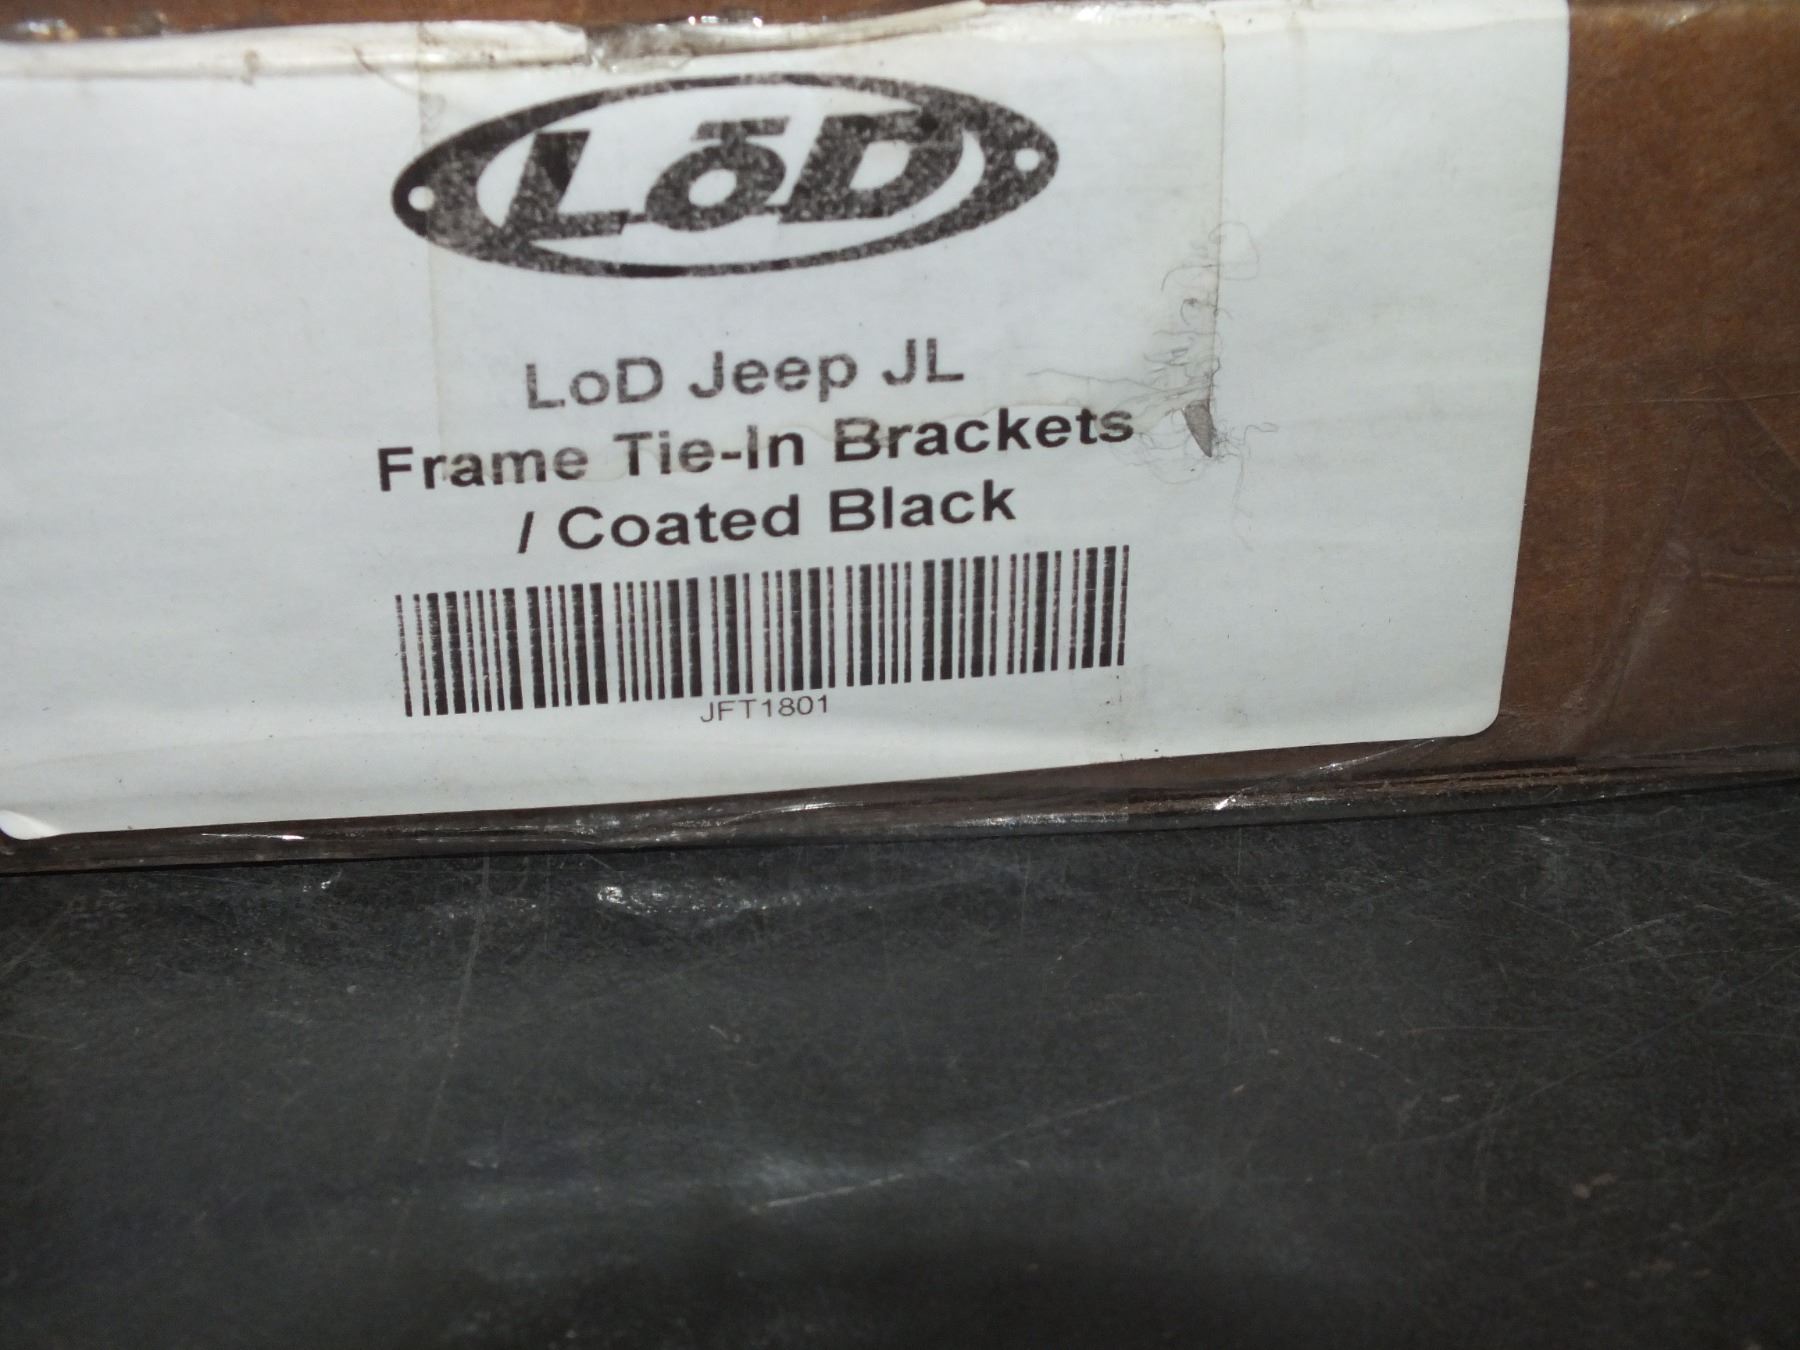 LōD
LoD Jeep JL
Frame Tie-In Brackets
/ Coated Black
JFT1801